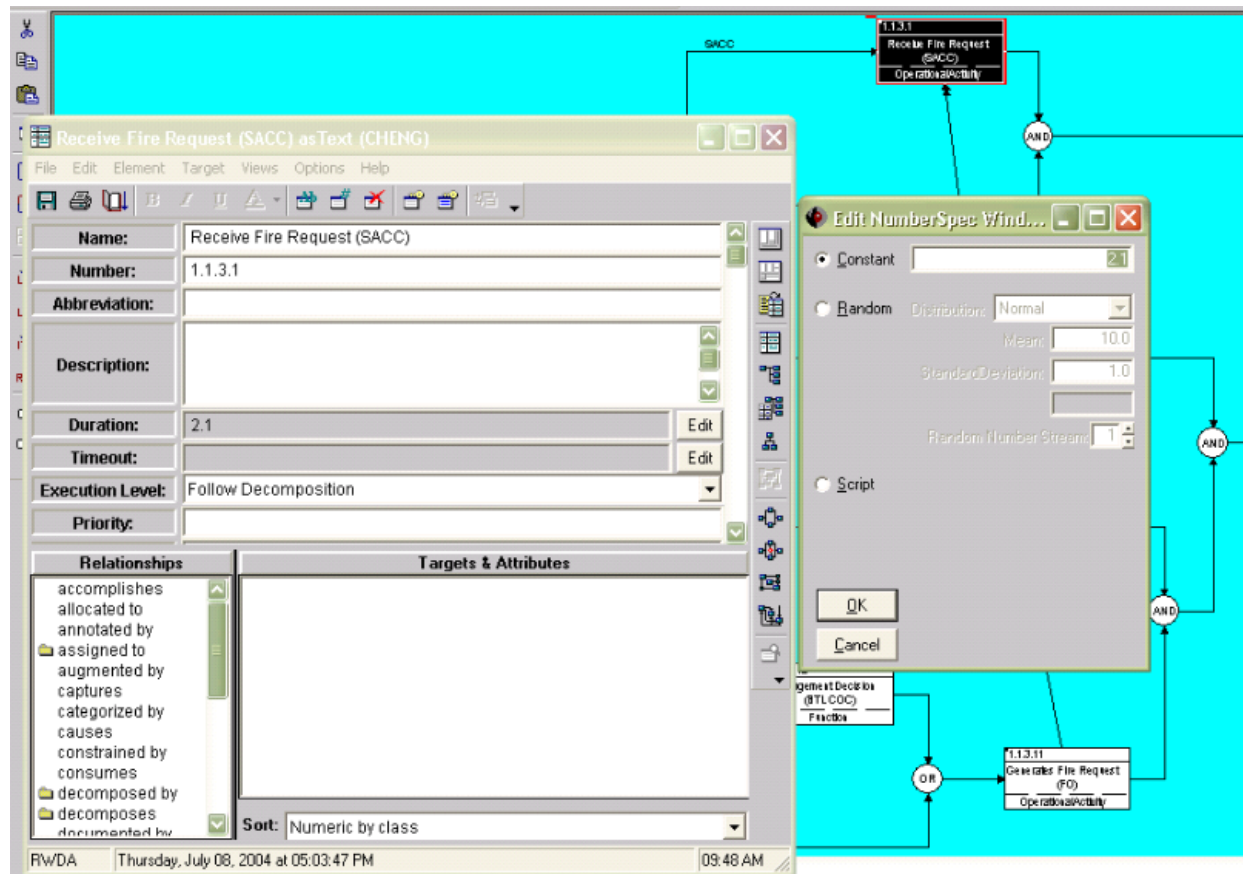 SACC
1.1.3.1
Receive Fire Request
(SACC)
OperationalActivity
AND
Receive Fire Request (SACC) asText (CHENG)
File Edit Element Target Views Options Help
B I U A
Name: Receive Fire Request (SACC)
Number: 1.1.3.1
Abbreviation:
Description:
Duration: 2.1 Edit
Timeout: Edit
Execution Level: Follow Decomposition
Priority:
Relationships
Targets & Attributes
accomplishes
allocated to
annotated by
assigned to
augmented by
captures
categorized by
causes
constrained by
consumes
decomposed by
decomposes
documented by
Sort: Numeric by class
RWDA Thursday, July 08, 2004 at 05:03:47 PM 09:48 AM
Edit NumberSpec Wind...
Constant 2.1
Random Distribution: Normal
Mean: 10.0
StandardDeviation: 1.0
Random Number Stream: 1
Script
OK
Cancel
AND
AND
gement Decision
(BTLCOC)
Function
OR
1.1.3.11
Generates Fire Request
(FO)
OperationalActivity